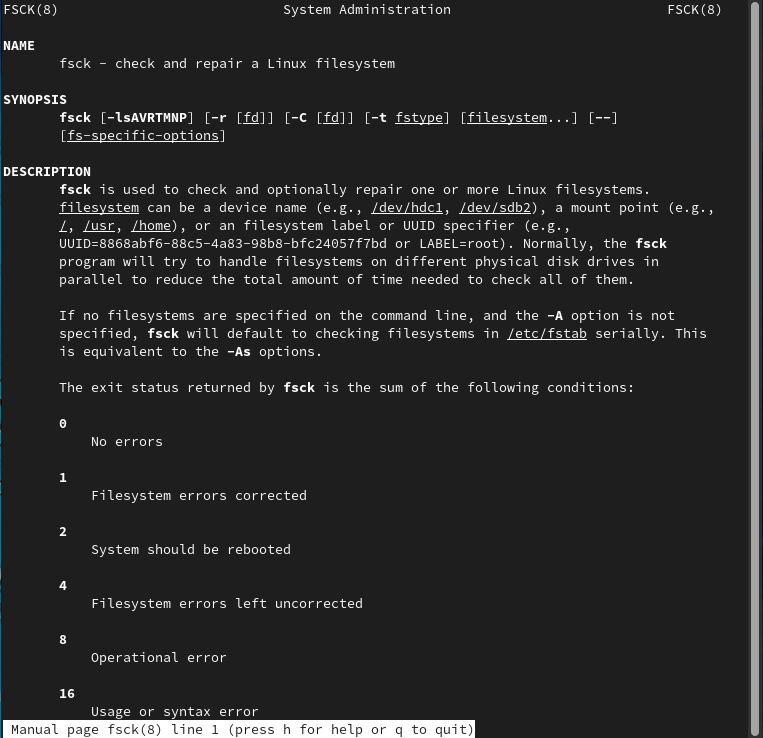 FSCK(8) System Administration FSCK(8)
NAME
fsck - check and repair a Linux filesystem
SYNOPSIS
fsck [-lsAVRTMNP] [-r [fd]] [-C [fd]] [-t fstype] [filesystem...] [--]
[fs-specific-options]
DESCRIPTION
fsck is used to check and optionally repair one or more Linux filesystems.
filesystem can be a device name (e.g., /dev/hdc1, /dev/sdb2), a mount point (e.g.,
/, /usr, /home), or an filesystem label or UUID specifier (e.g.,
UUID=8868abf6-88c5-4a83-98b8-bfc24057f7bd or LABEL=root). Normally, the fsck
program will try to handle filesystems on different physical disk drives in
parallel to reduce the total amount of time needed to check all of them.
If no filesystems are specified on the command line, and the -A option is not
specified, fsck will default to checking filesystems in /etc/fstab serially. This
is equivalent to the -As options.
The exit status returned by fsck is the sum of the following conditions:
0
No errors
1
Filesystem errors corrected
2
System should be rebooted
4
Filesystem errors left uncorrected
8
Operational error
16
Usage or syntax error
Manual page fsck(8) line 1 (press h for help or q to quit)